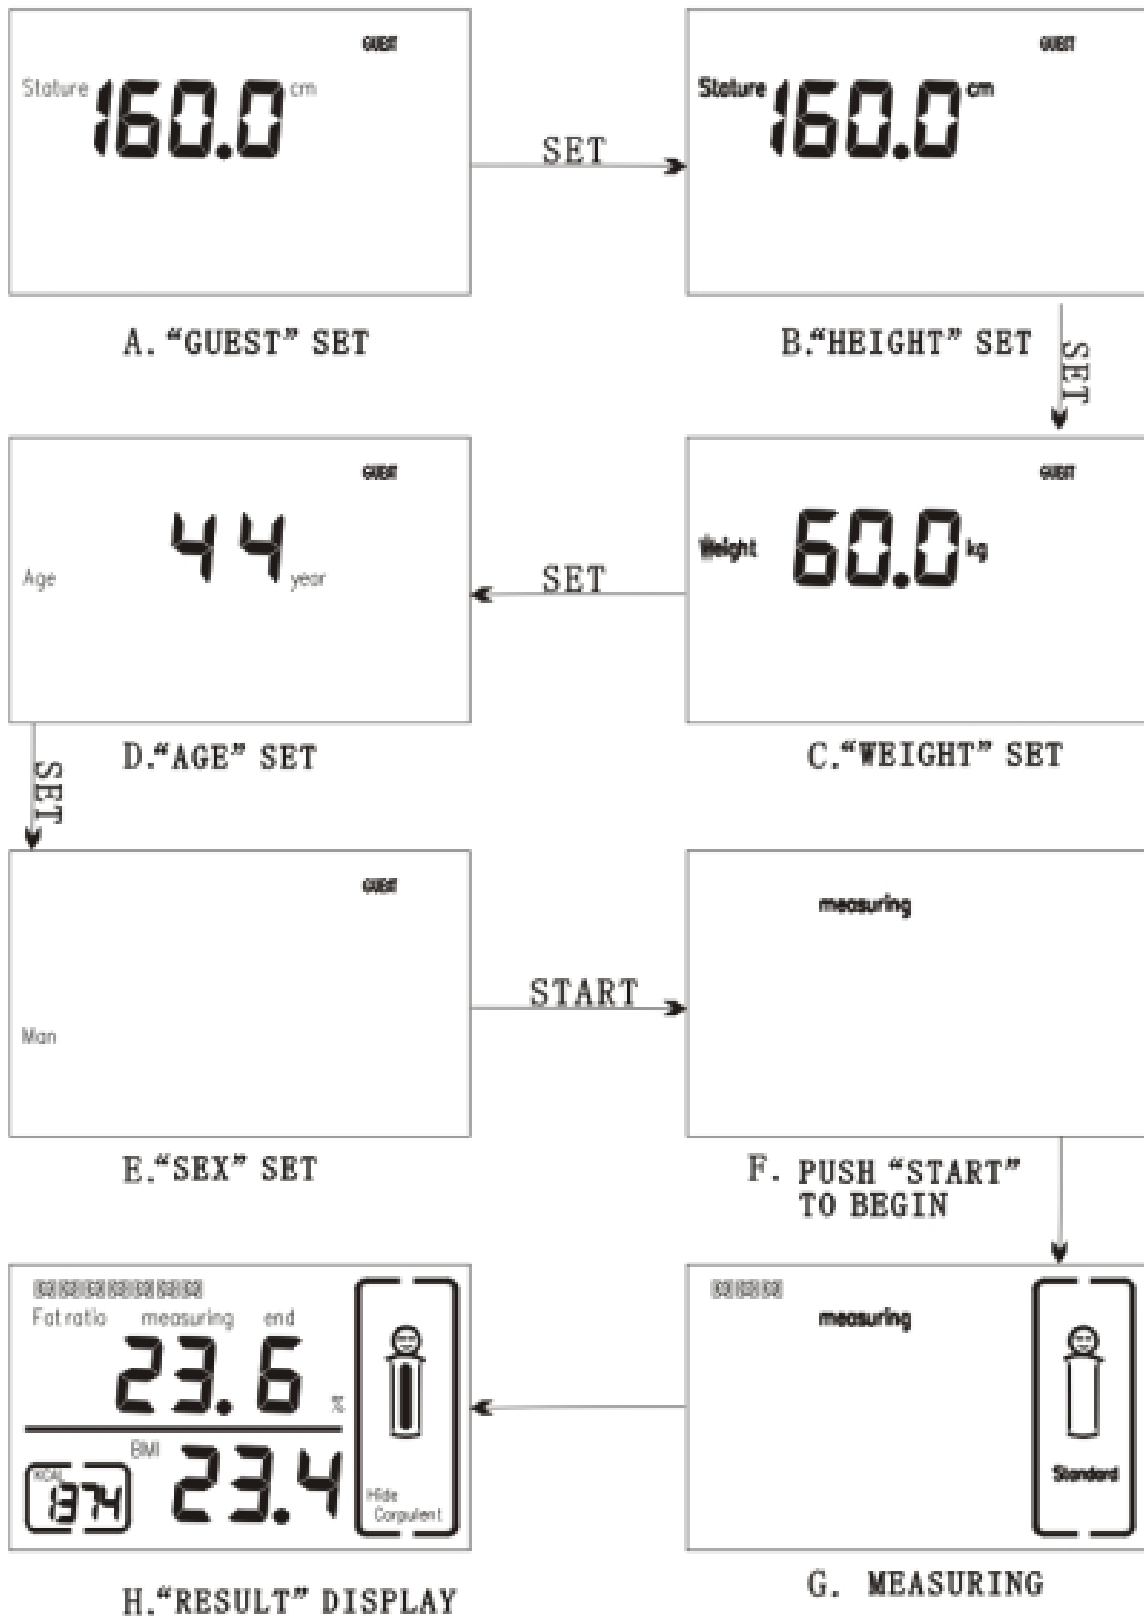 GUEST
Stature 160.0 cm
A. “GUEST” SET
SET
GUEST
Stature 160.0 cm
B.“HEIGHT” SET
SET
GUEST
Weight 60.0 kg
C.“WEIGHT” SET
SET
GUEST
44
Age year
D.“AGE” SET
SET
GUEST
Man
E.“SEX” SET
START
measuring
F. PUSH “START”
TO BEGIN
measuring
Standard
G. MEASURING
Fat ratio measuring end
23.6 %
BMI 23.4
KCAL
1374
Hide
Corpulent
H.“RESULT” DISPLAY